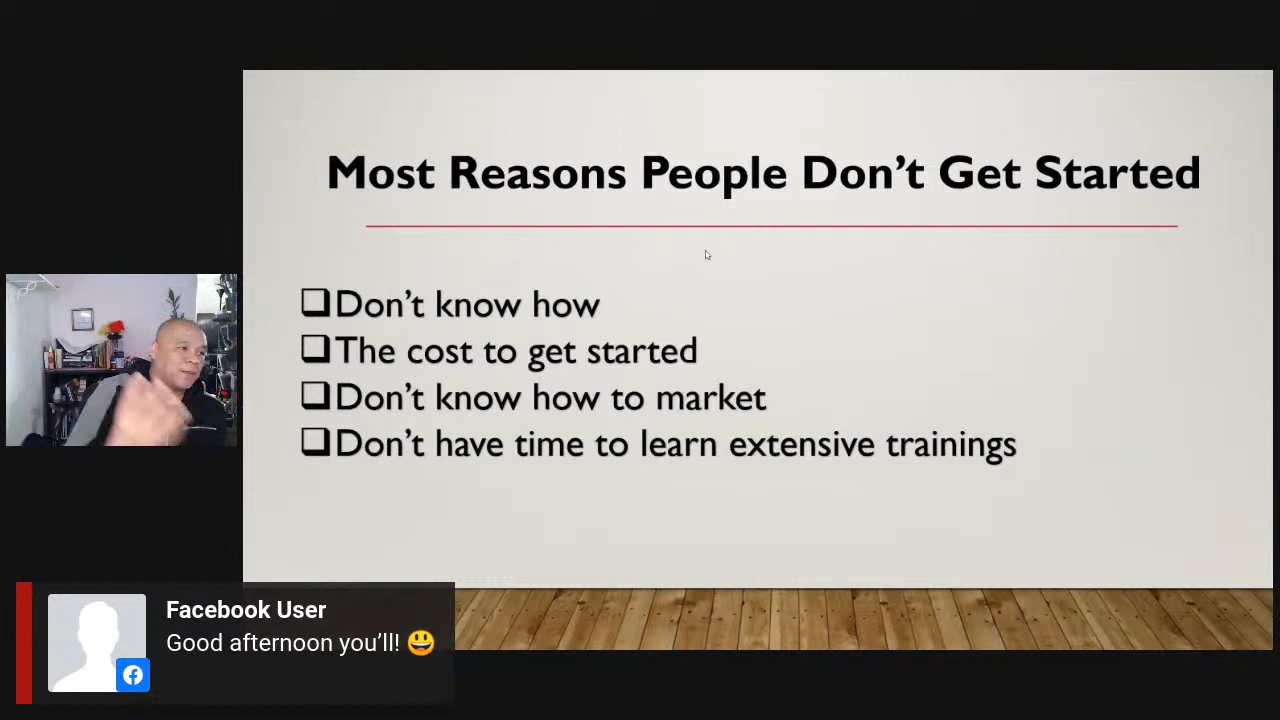 Most Reasons People Don’t Get Started
❑Don’t know how
❑The cost to get started
❑Don’t know how to market
❑Don’t have time to learn extensive trainings
Facebook User
Good afternoon you’ll! 😃